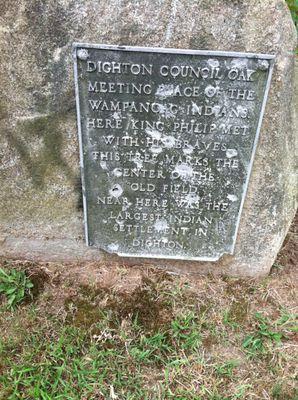 DIGHTON COUNCIL OAK
MEETING PLACE OF THE
WAMPANOAG INDIANS.
HERE KING PHILIP MET
WITH HIS BRAVES.
THIS TREE MARKS THE
CENTER OF THE
OLD FIELD.
NEAR HERE WAS THE
LARGEST INDIAN
SETTLEMENT IN
DIGHTON.